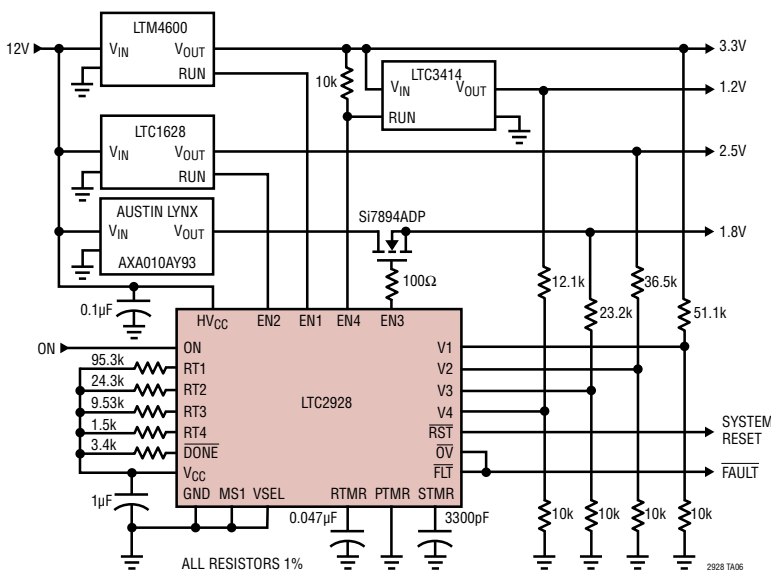 LTM4600
12V
VIN
VOUT
RUN
3.3V
10k
LTC3414
VIN
VOUT
RUN
1.2V
LTC1628
VIN
VOUT
RUN
2.5V
AUSTIN LYNX
VIN
VOUT
AXA010AY93
Si7894ADP
1.8V
100Ω
12.1k
36.5k
23.2k
51.1k
0.1µF
HVCC
EN2
EN1
EN4
EN3
ON
ON
95.3k
RT1
24.3k
RT2
9.53k
RT3
1.5k
RT4
3.4k
DONE
VCC
LTC2928
V1
V2
V3
V4
RST
OV
FLT
SYSTEM
RESET
FAULT
1µF
GND
MS1
VSEL
RTMR
PTMR
STMR
0.047µF
3300pF
10k
10k
10k
10k
ALL RESISTORS 1%
2928 TA06